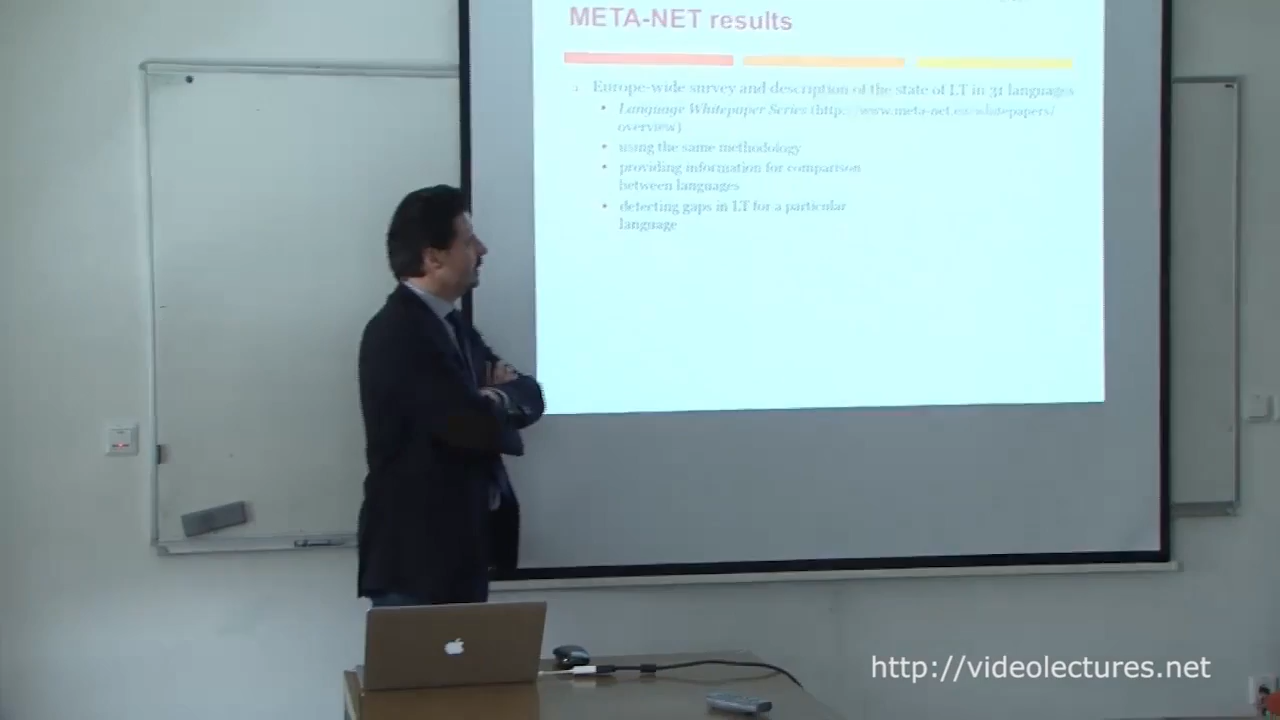 META-NET results
Europe-wide survey and description of the state of LT in 31 languages
• Language Whitepaper Series (http://www.meta-net.eu/whitepapers/
overview)
• using the same methodology
• providing information for comparison
between languages
• detecting gaps in LT for a particular
language
http://videolectures.net